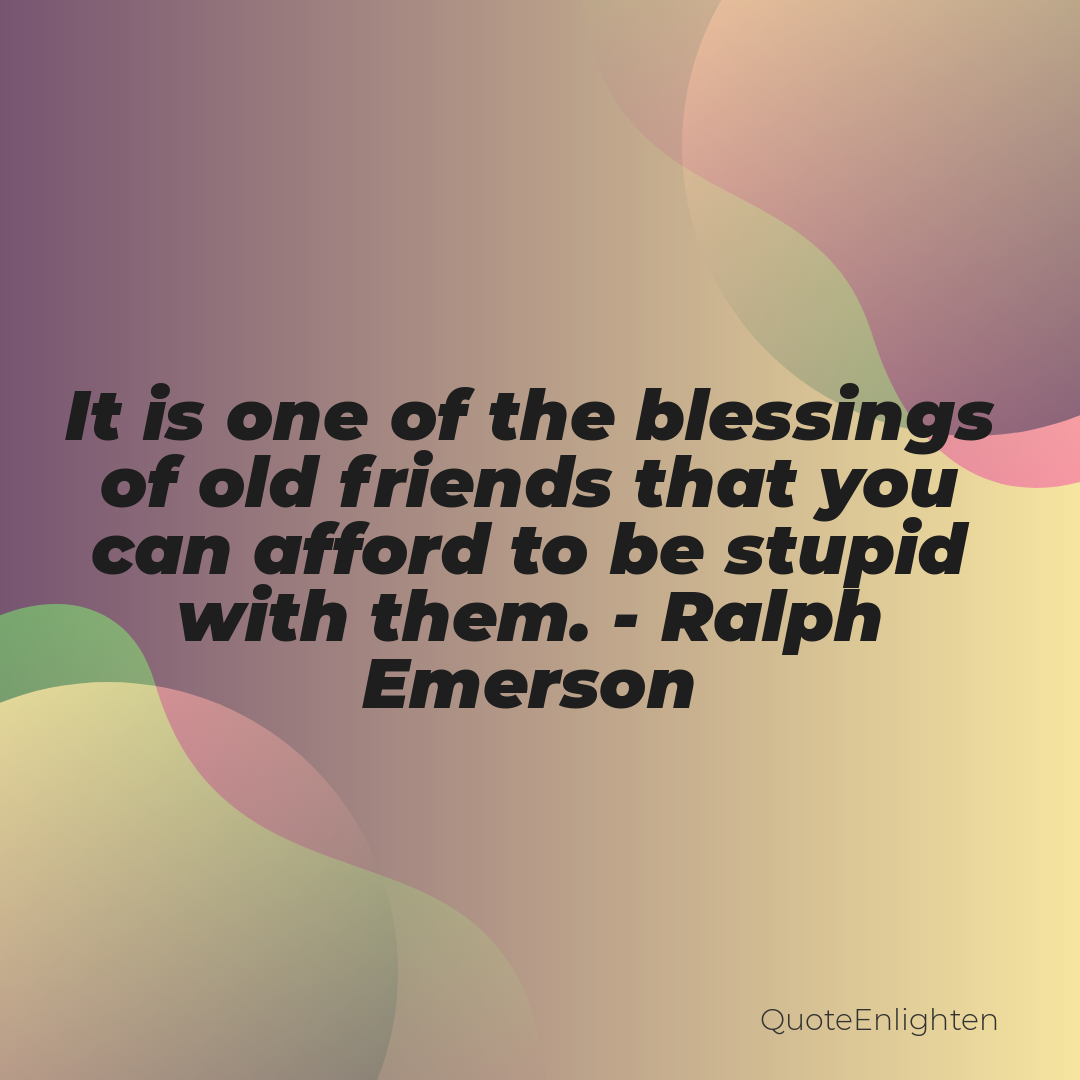 It is one of the blessings
of old friends that you
can afford to be stupid
with them. - Ralph
Emerson
QuoteEnlighten